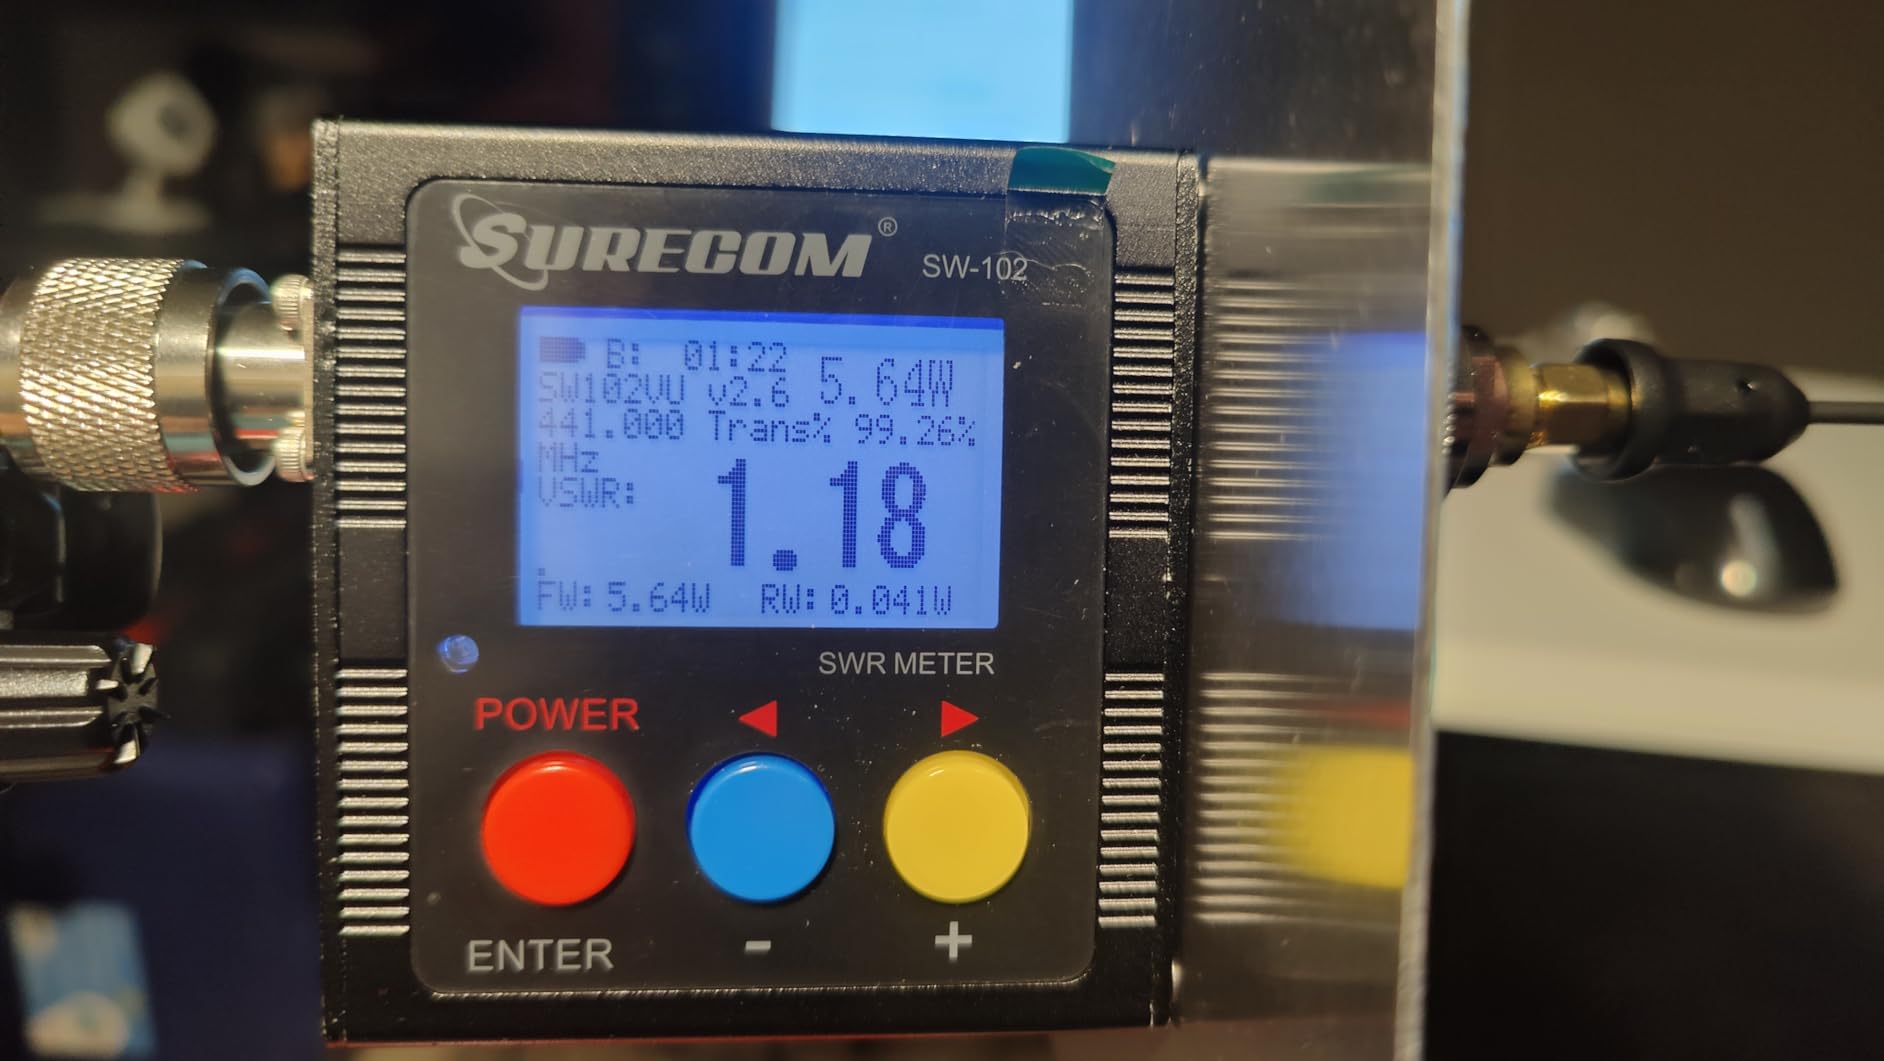 SURECOM®
SW-102
B: 01:22 5.64W
SW102VU v2.6
441.000 Trans% 99.26%
MHz
VSWR: 1.18
FW:5.64W RW:0.041W
SWR METER
POWER ◀ ▶
ENTER - +